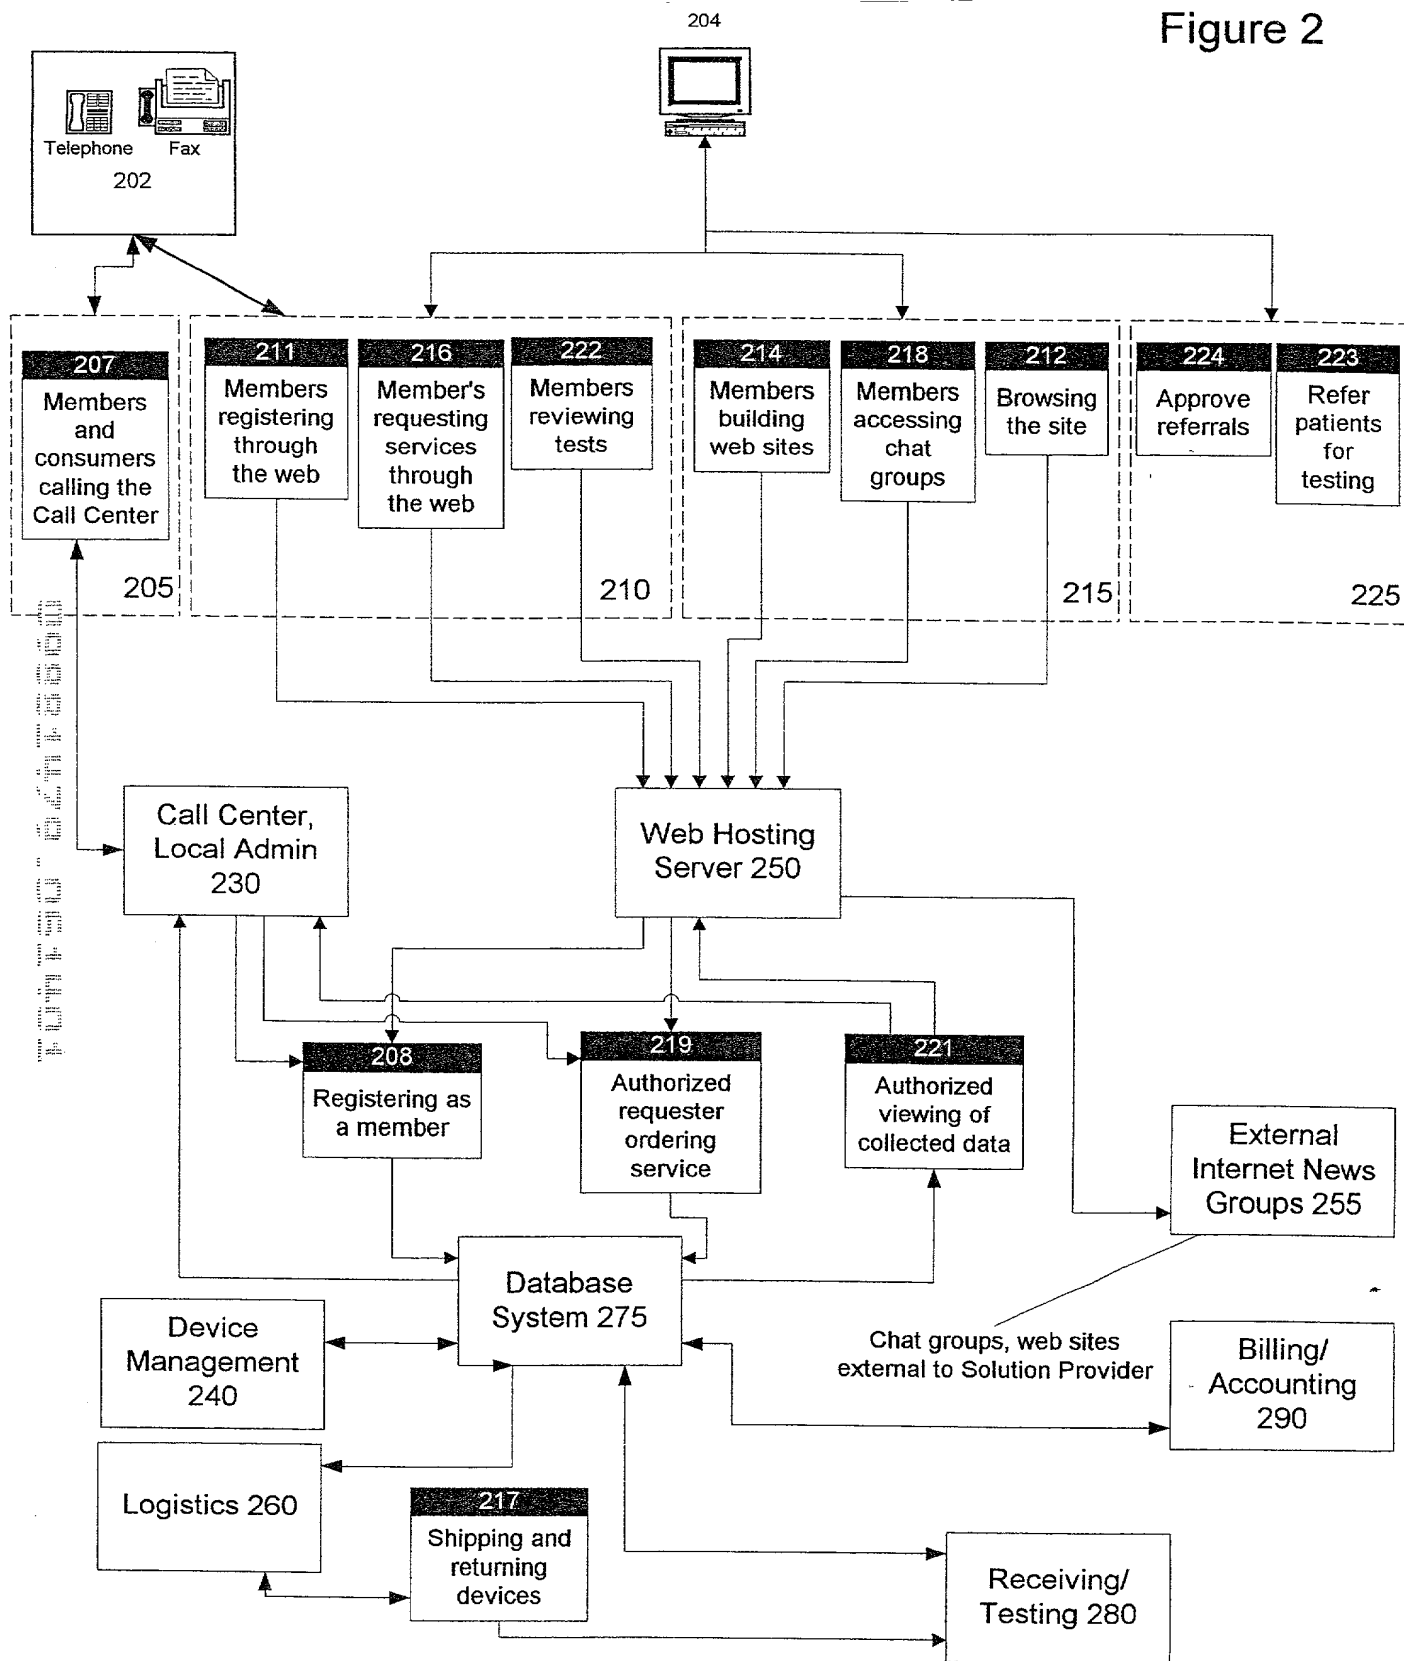 204
Figure 2
Telephone
Fax
202
207
Members
and
consumers
calling the
Call Center
205
211
Members
registering
through
the web
216
Member's
requesting
services
through
the web
222
Members
reviewing
tests
210
214
Members
building
web sites
218
Members
accessing
chat
groups
212
Browsing
the site
215
224
Approve
referrals
223
Refer
patients
for
testing
225
Call Center,
Local Admin
230
Web Hosting
Server 250
208
Registering as
a member
219
Authorized
requester
ordering
service
221
Authorized
viewing of
collected data
External
Internet News
Groups 255
Database
System 275
Device
Management
240
Chat groups, web sites
external to Solution Provider
Billing/
Accounting
290
Logistics 260
217
Shipping and
returning
devices
Receiving/
Testing 280